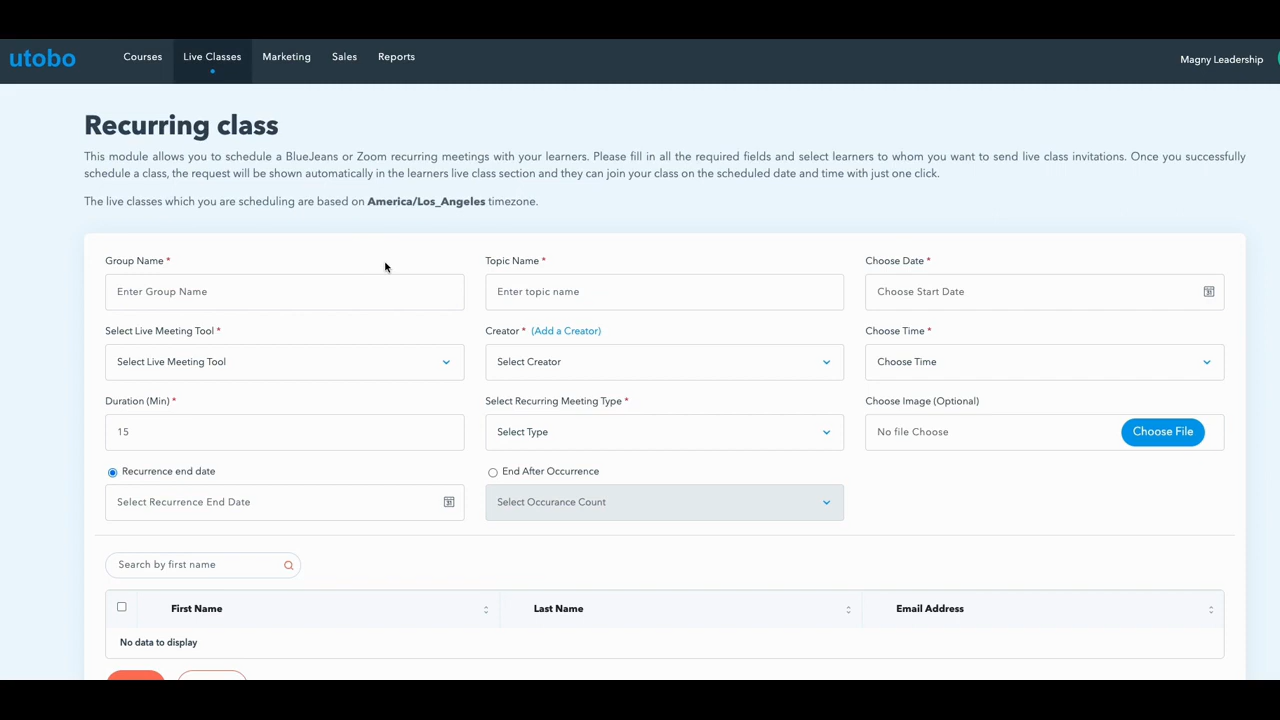 utobo
Courses
Live Classes
Marketing
Sales
Reports
Magny Leadership
Recurring class
This module allows you to schedule a BlueJeans or Zoom recurring meetings with your learners. Please fill in all the required fields and select learners to whom you want to send live class invitations. Once you successfully
schedule a class, the request will be shown automatically in the learners live class section and they can join your class on the scheduled date and time with just one click.
The live classes which you are scheduling are based on America/Los_Angeles timezone.
Group Name *
Topic Name *
Choose Date *
Enter Group Name
Enter topic name
Choose Start Date
Select Live Meeting Tool *
Creator * (Add a Creator)
Choose Time *
Select Live Meeting Tool
Select Creator
Choose Time
Duration (Min) *
Select Recurring Meeting Type *
Choose Image (Optional)
15
Select Type
No file Choose
Choose File
Recurrence end date
End After Occurrence
Select Recurrence End Date
Select Occurance Count
Search by first name
First Name
Last Name
Email Address
No data to display